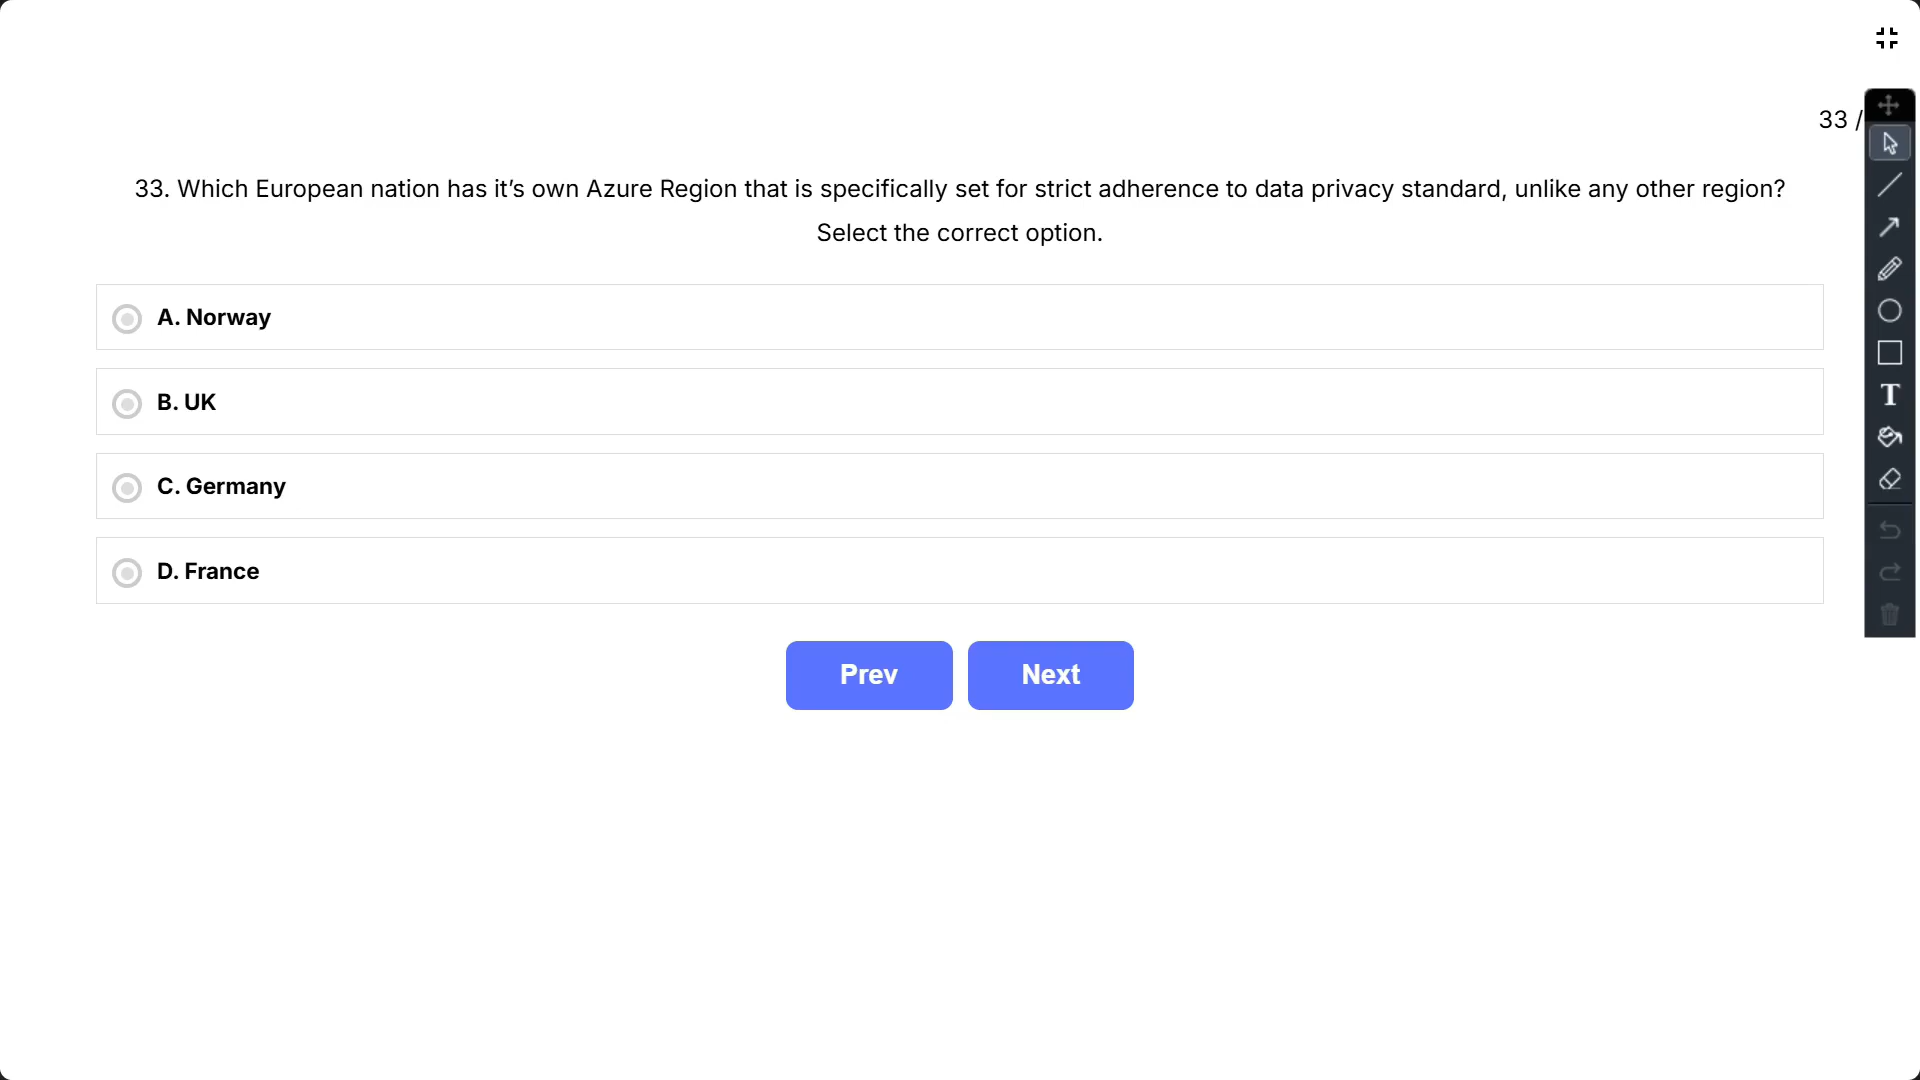 33 /
33. Which European nation has it’s own Azure Region that is specifically set for strict adherence to data privacy standard, unlike any other region?
Select the correct option.
A. Norway
B. UK
C. Germany
D. France
Prev
Next
T